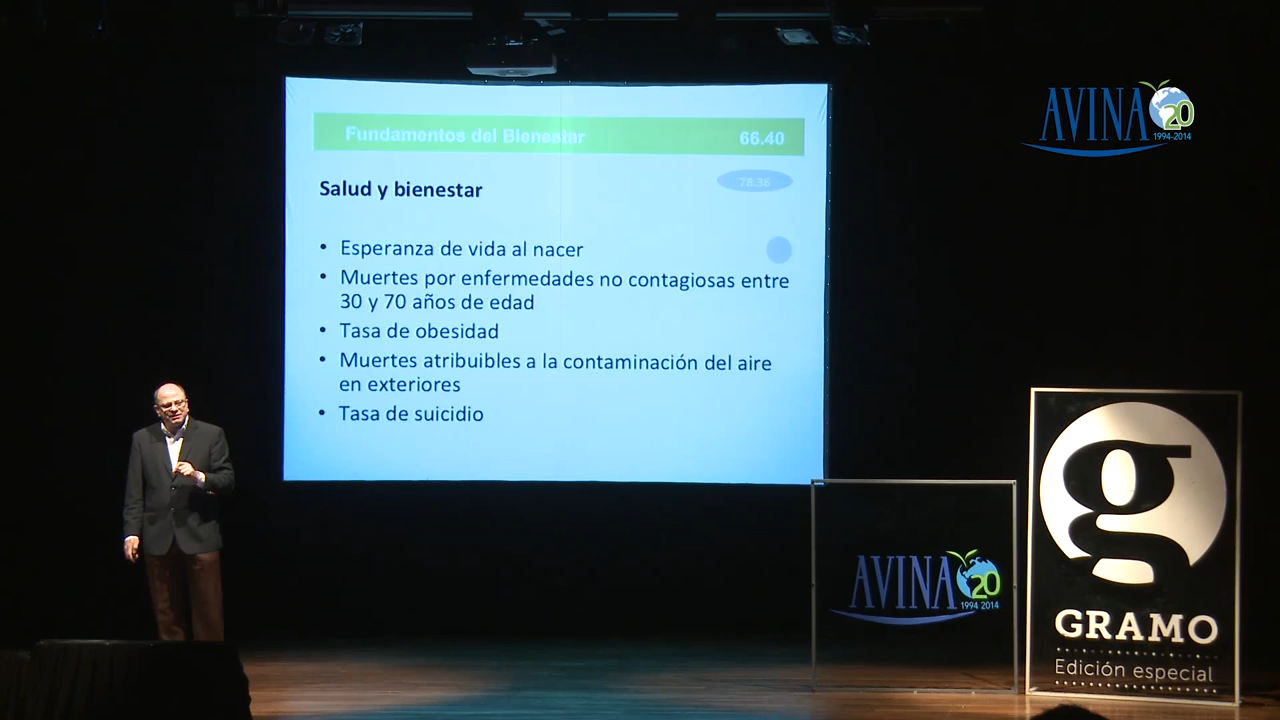 Fundamentos del Bienestar 66.40
78.36
Salud y bienestar
• Esperanza de vida al nacer
• Muertes por enfermedades no contagiosas entre
30 y 70 años de edad
• Tasa de obesidad
• Muertes atribuibles a la contaminación del aire
en exteriores
• Tasa de suicidio
AVINA 20
1994-2014
AVINA 20
1994 2014
g
GRAMO
Edición especial